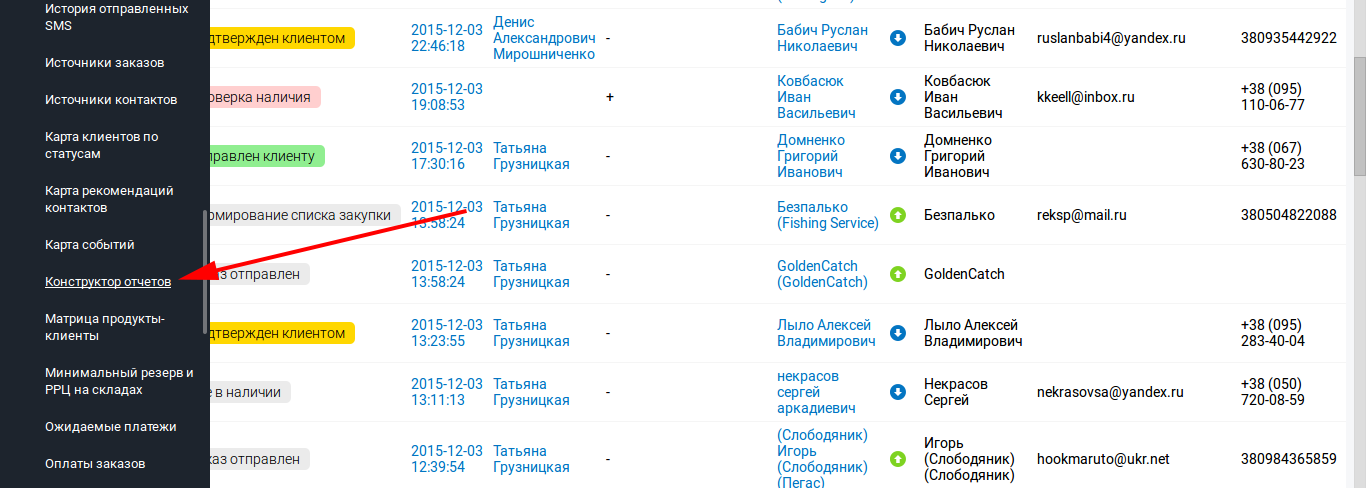 История отправленных
SMS
Источники заказов
Источники контактов
Карта клиентов по
статусам
Карта рекомендаций
контактов
Карта событий
Конструктор отчетов
Матрица продукты-
клиенты
Минимальный резерв и
РРЦ на складах
Ожидаемые платежи
Оплаты заказов
дтвержден клиентом
2015-12-03
22:46:18
Денис
Александрович
Мирошниченко
-
Бабич Руслан
Николаевич
Бабич Руслан
Николаевич
ruslanbabi4@yandex.ru
380935442922
оверка наличия
2015-12-03
19:08:53
+
Ковбасюк
Иван
Васильевич
Ковбасюк
Иван
Васильевич
kkeell@inbox.ru
+38 (095)
110-06-77
правлен клиенту
2015-12-03
17:30:16
Татьяна
Грузницкая
-
Домненко
Григорий
Иванович
Домненко
Григорий
Иванович
+38 (067)
630-80-23
рмирование списка закупки
2015-12-03
:58:24
Татьяна
Грузницкая
-
Безпалько
(Fishing Service)
Безпалько
reksp@mail.ru
380504822088
аз отправлен
2015-12-03
13:58:24
Татьяна
Грузницкая
-
GoldenCatch
(GoldenCatch)
GoldenCatch
дтвержден клиентом
2015-12-03
13:23:55
Татьяна
Грузницкая
-
Лыло Алексей
Владимирович
Лыло Алексей
Владимирович
+38 (095)
283-40-04
е в наличии
2015-12-03
13:11:13
Татьяна
Грузницкая
-
некрасов
сергей
аркадиевич
Некрасов
Сергей
nekrasovsa@yandex.ru
+38 (050)
720-08-59
каз отправлен
2015-12-03
12:39:54
Татьяна
Грузницкая
-
(Слободяник)
Игорь
(Слободяник)
(Пегас)
Игорь
(Слободяник)
(Слободяник)
hookmaruto@ukr.net
380984365859